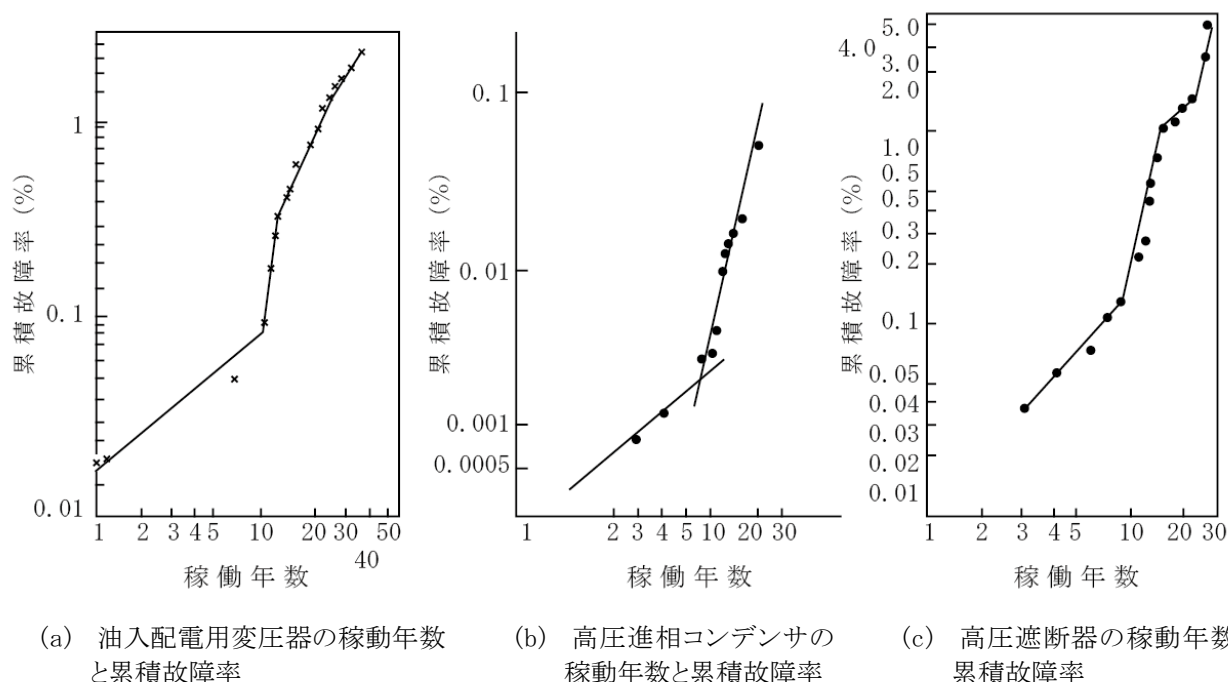 1
0.1
0.01
累積故障率 (%)
1 2 3 4 5 10 20 30 50
40
稼働年数
(a) 油入配電用変圧器の稼動年数
と累積故障率
0.1
0.01
0.001
0.0005
累積故障率 (%)
1 2 3 4 5 10 20 30
稼働年数
(b) 高圧進相コンデンサの
稼動年数と累積故障率
5.0
4.0
3.0
2.0
1.0
0.5
0.5
0.3
0.2
0.1
0.05
0.04
0.03
0.02
0.01
累積故障率 (%)
1 2 3 4 5 10 20 30
稼働年数
(c) 高圧遮断器の稼動年数
累積故障率